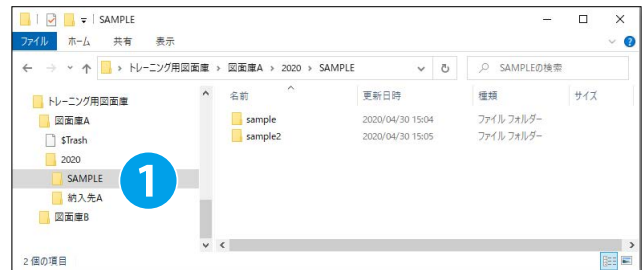 SAMPLE
ファイル ホーム 共有 表示
トレーニング用図面庫 > 図面庫A > 2020 > SAMPLE
SAMPLEの検索
トレーニング用図面庫
図面庫A
$Trash
2020
SAMPLE
納入先A
図面庫B
1
名前 更新日時 種類 サイズ
sample 2020/04/30 15:04 ファイル フォルダー
sample2 2020/04/30 15:05 ファイル フォルダー
2 個の項目